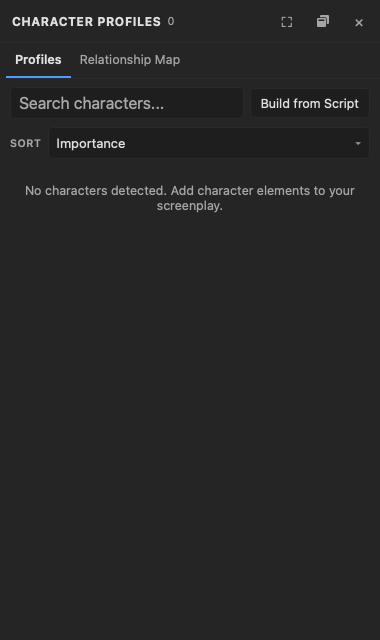 CHARACTER PROFILES 0
Profiles Relationship Map
Search characters... Build from Script
SORT Importance
No characters detected. Add character elements to your
screenplay.